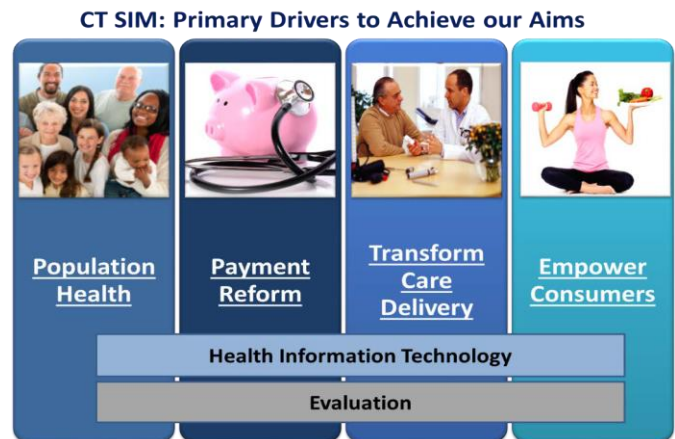 CT SIM: Primary Drivers to Achieve our Aims
Population
Health
Payment
Reform
Transform
Care
Delivery
Empower
Consumers
Health Information Technology
Evaluation